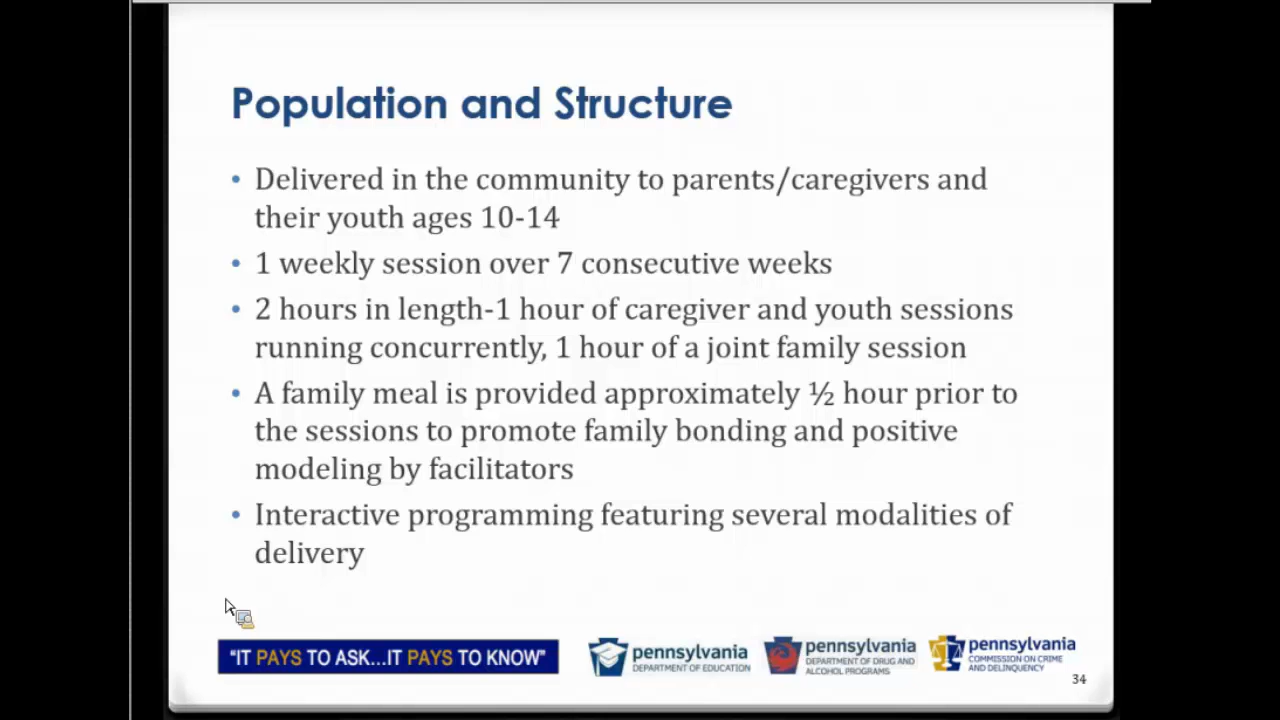 Population and Structure
• Delivered in the community to parents/caregivers and
their youth ages 10-14
• 1 weekly session over 7 consecutive weeks
• 2 hours in length-1 hour of caregiver and youth sessions
running concurrently, 1 hour of a joint family session
• A family meal is provided approximately ½ hour prior to
the sessions to promote family bonding and positive
modeling by facilitators
• Interactive programming featuring several modalities of
delivery
“IT PAYS TO ASK...IT PAYS TO KNOW”
pennsylvania
DEPARTMENT OF EDUCATION
pennsylvania
DEPARTMENT OF DRUG AND
ALCOHOL PROGRAMS
pennsylvania
COMMISSION ON CRIME
AND DELINQUENCY
34